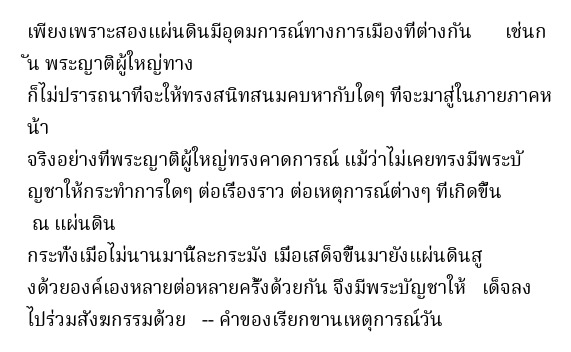 เพียงเพราะสองแผ่นดินมีอุดมการณ์ทางการเมืองที่ต่างกัน เช่นก
ัน พระญาติผู้ใหญ่ทาง
ก็ไม่ปรารถนาที่จะให้ทรงสนิทสนมคบหากับใดๆ ที่จะมาสู่ในภายภาคห
น้า
จริงอย่างที่พระญาติผู้ใหญ่ทรงคาดการณ์ แม้ว่าไม่เคยทรงมีพระบั
ญชาให้กระทำการใดๆ ต่อเรื่องราว ต่อเหตุการณ์ต่างๆ ที่เกิดขึ้น
ณ แผ่นดิน
กระทั่งเมื่อไม่นานมานี้ละกระมัง เมื่อเสด็จขึ้นมายังแผ่นดินสู
งด้วยองค์เองหลายต่อหลายครั้งด้วยกัน จึงมีพระบัญชาให้ เด็จลง
ไปร่วมสังฆกรรมด้วย -- คำของเรียกขานเหตุการณ์วัน